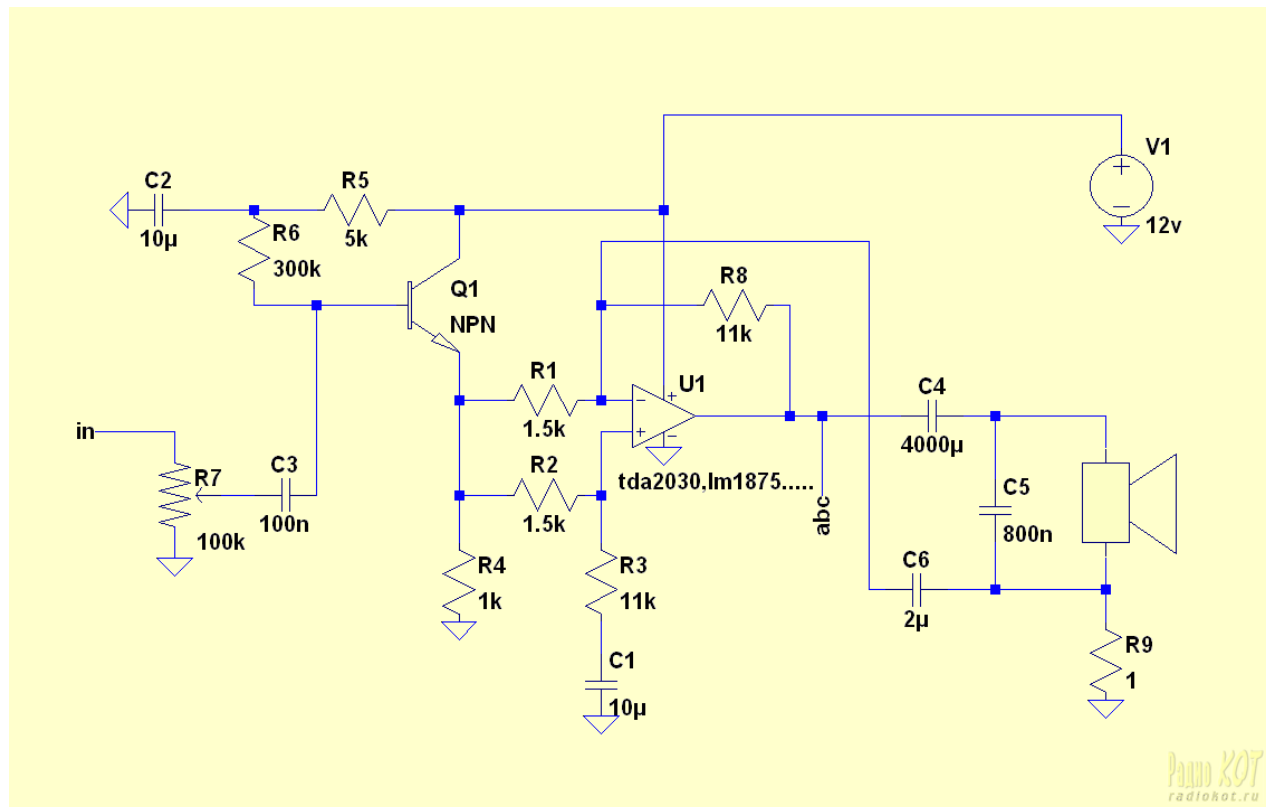 V1
12v
C2
10µ
R5
5k
R6
300k
Q1
NPN
R8
11k
R1
1.5k
U1
tda2030,lm1875.....
R2
1.5k
in
R7
100k
C3
100n
R4
1k
R3
11k
C1
10µ
abc
C4
4000µ
C5
800n
C6
2µ
R9
1
Радио КОТ
radiokot.ru